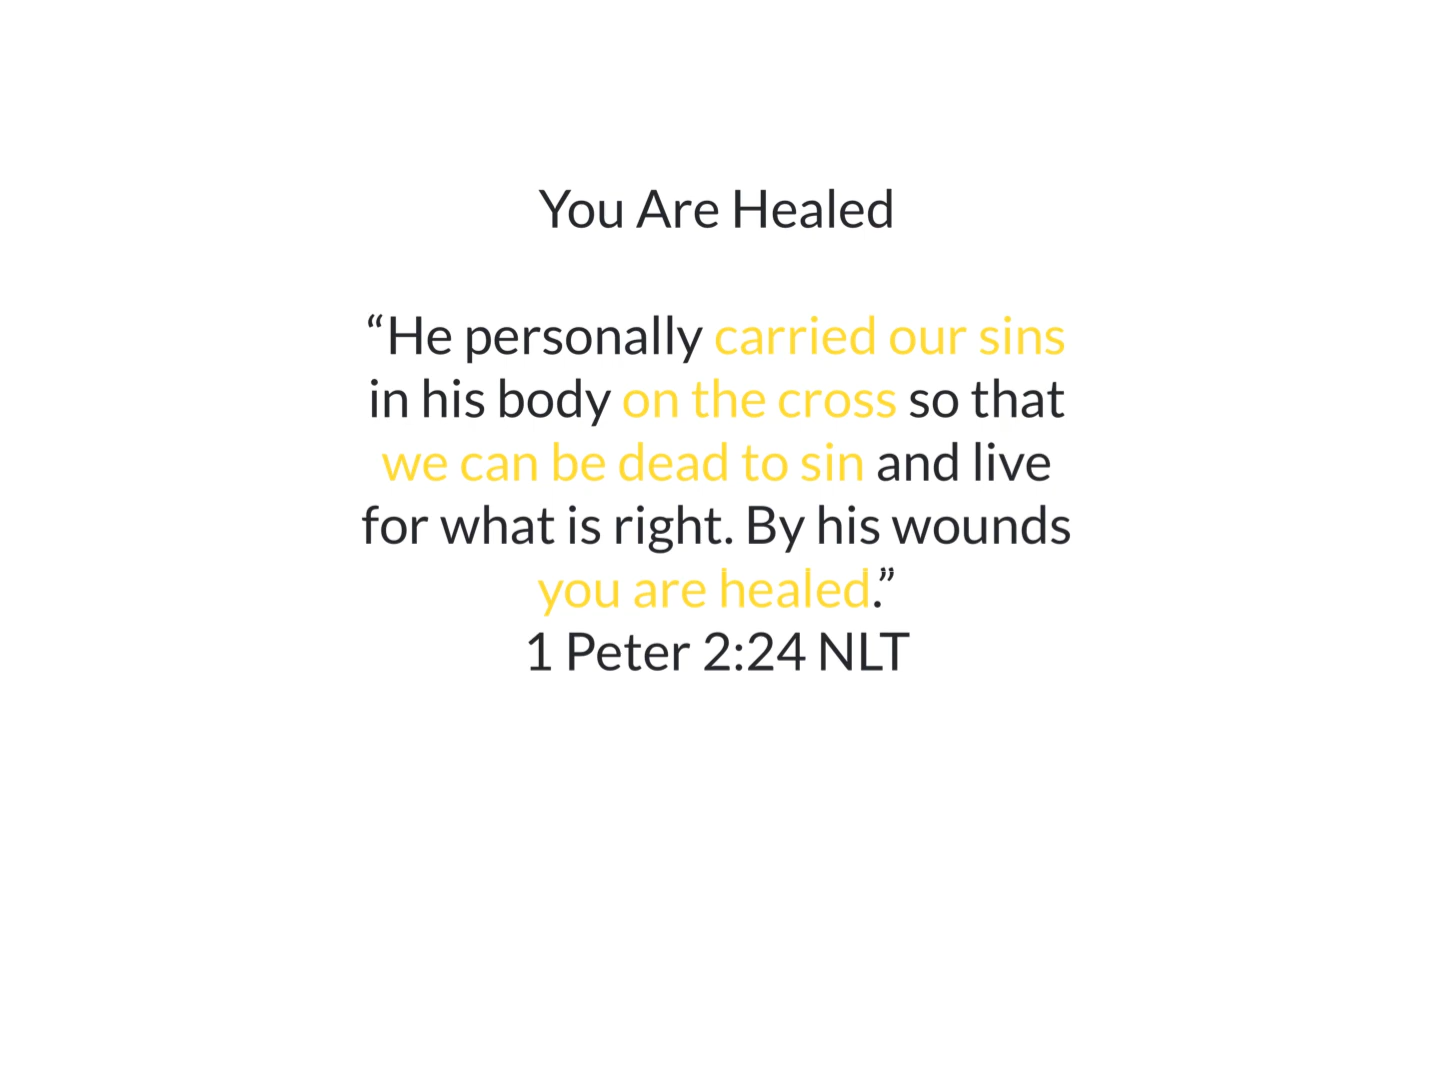 You Are Healed
“He personally carried our sins
in his body on the cross so that
we can be dead to sin and live
for what is right. By his wounds
you are healed.”
1 Peter 2:24 NLT